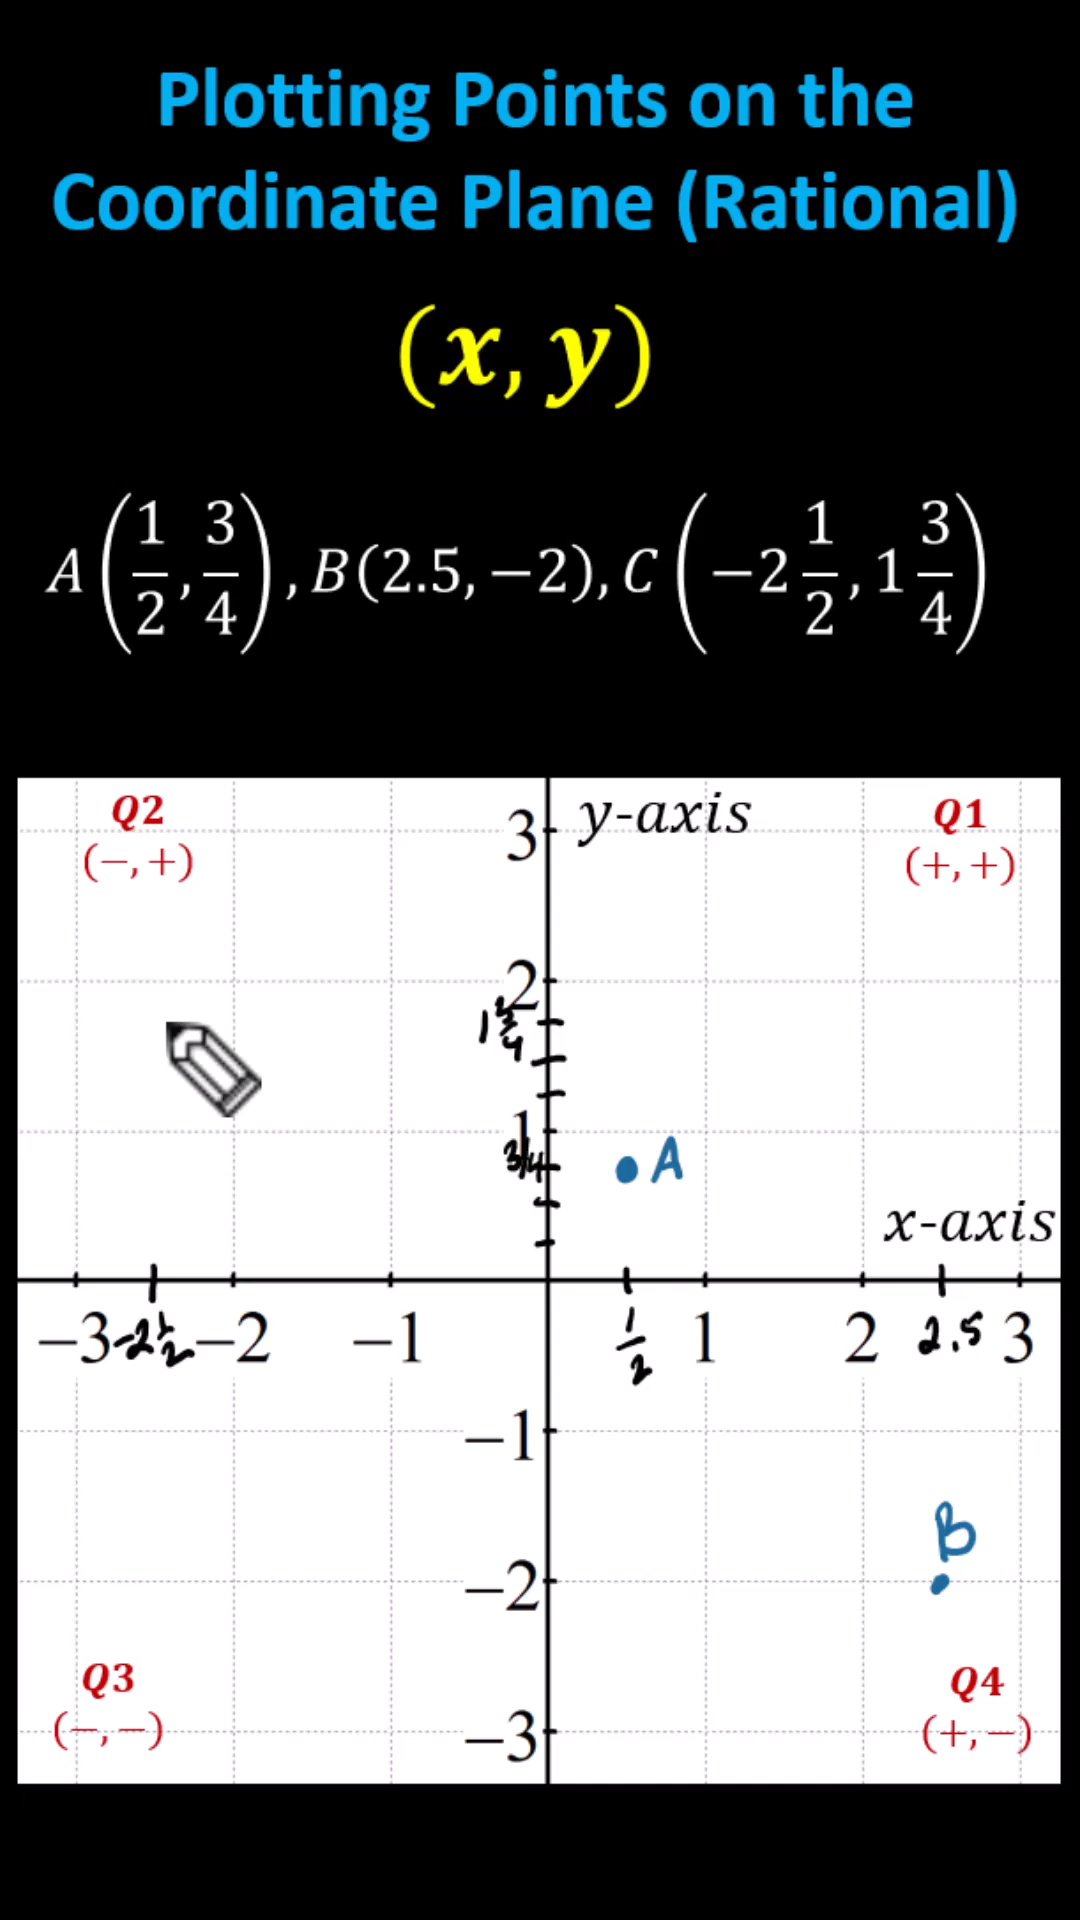 Plotting Points on the
Coordinate Plane (Rational)
(x, y)
A(1/2, 3/4), B(2.5, −2), C(−2 1/2, 1 3/4)
Q2
(−, +)
3
y-axis
Q1
(+, +)
2
1 3/4
1
3/4
A
x-axis
−3 -2 1/2 −2 −1 1/2 1 2 2.5 3
−1
B
−2
Q3
(−, −)
Q4
(+, −)
−3